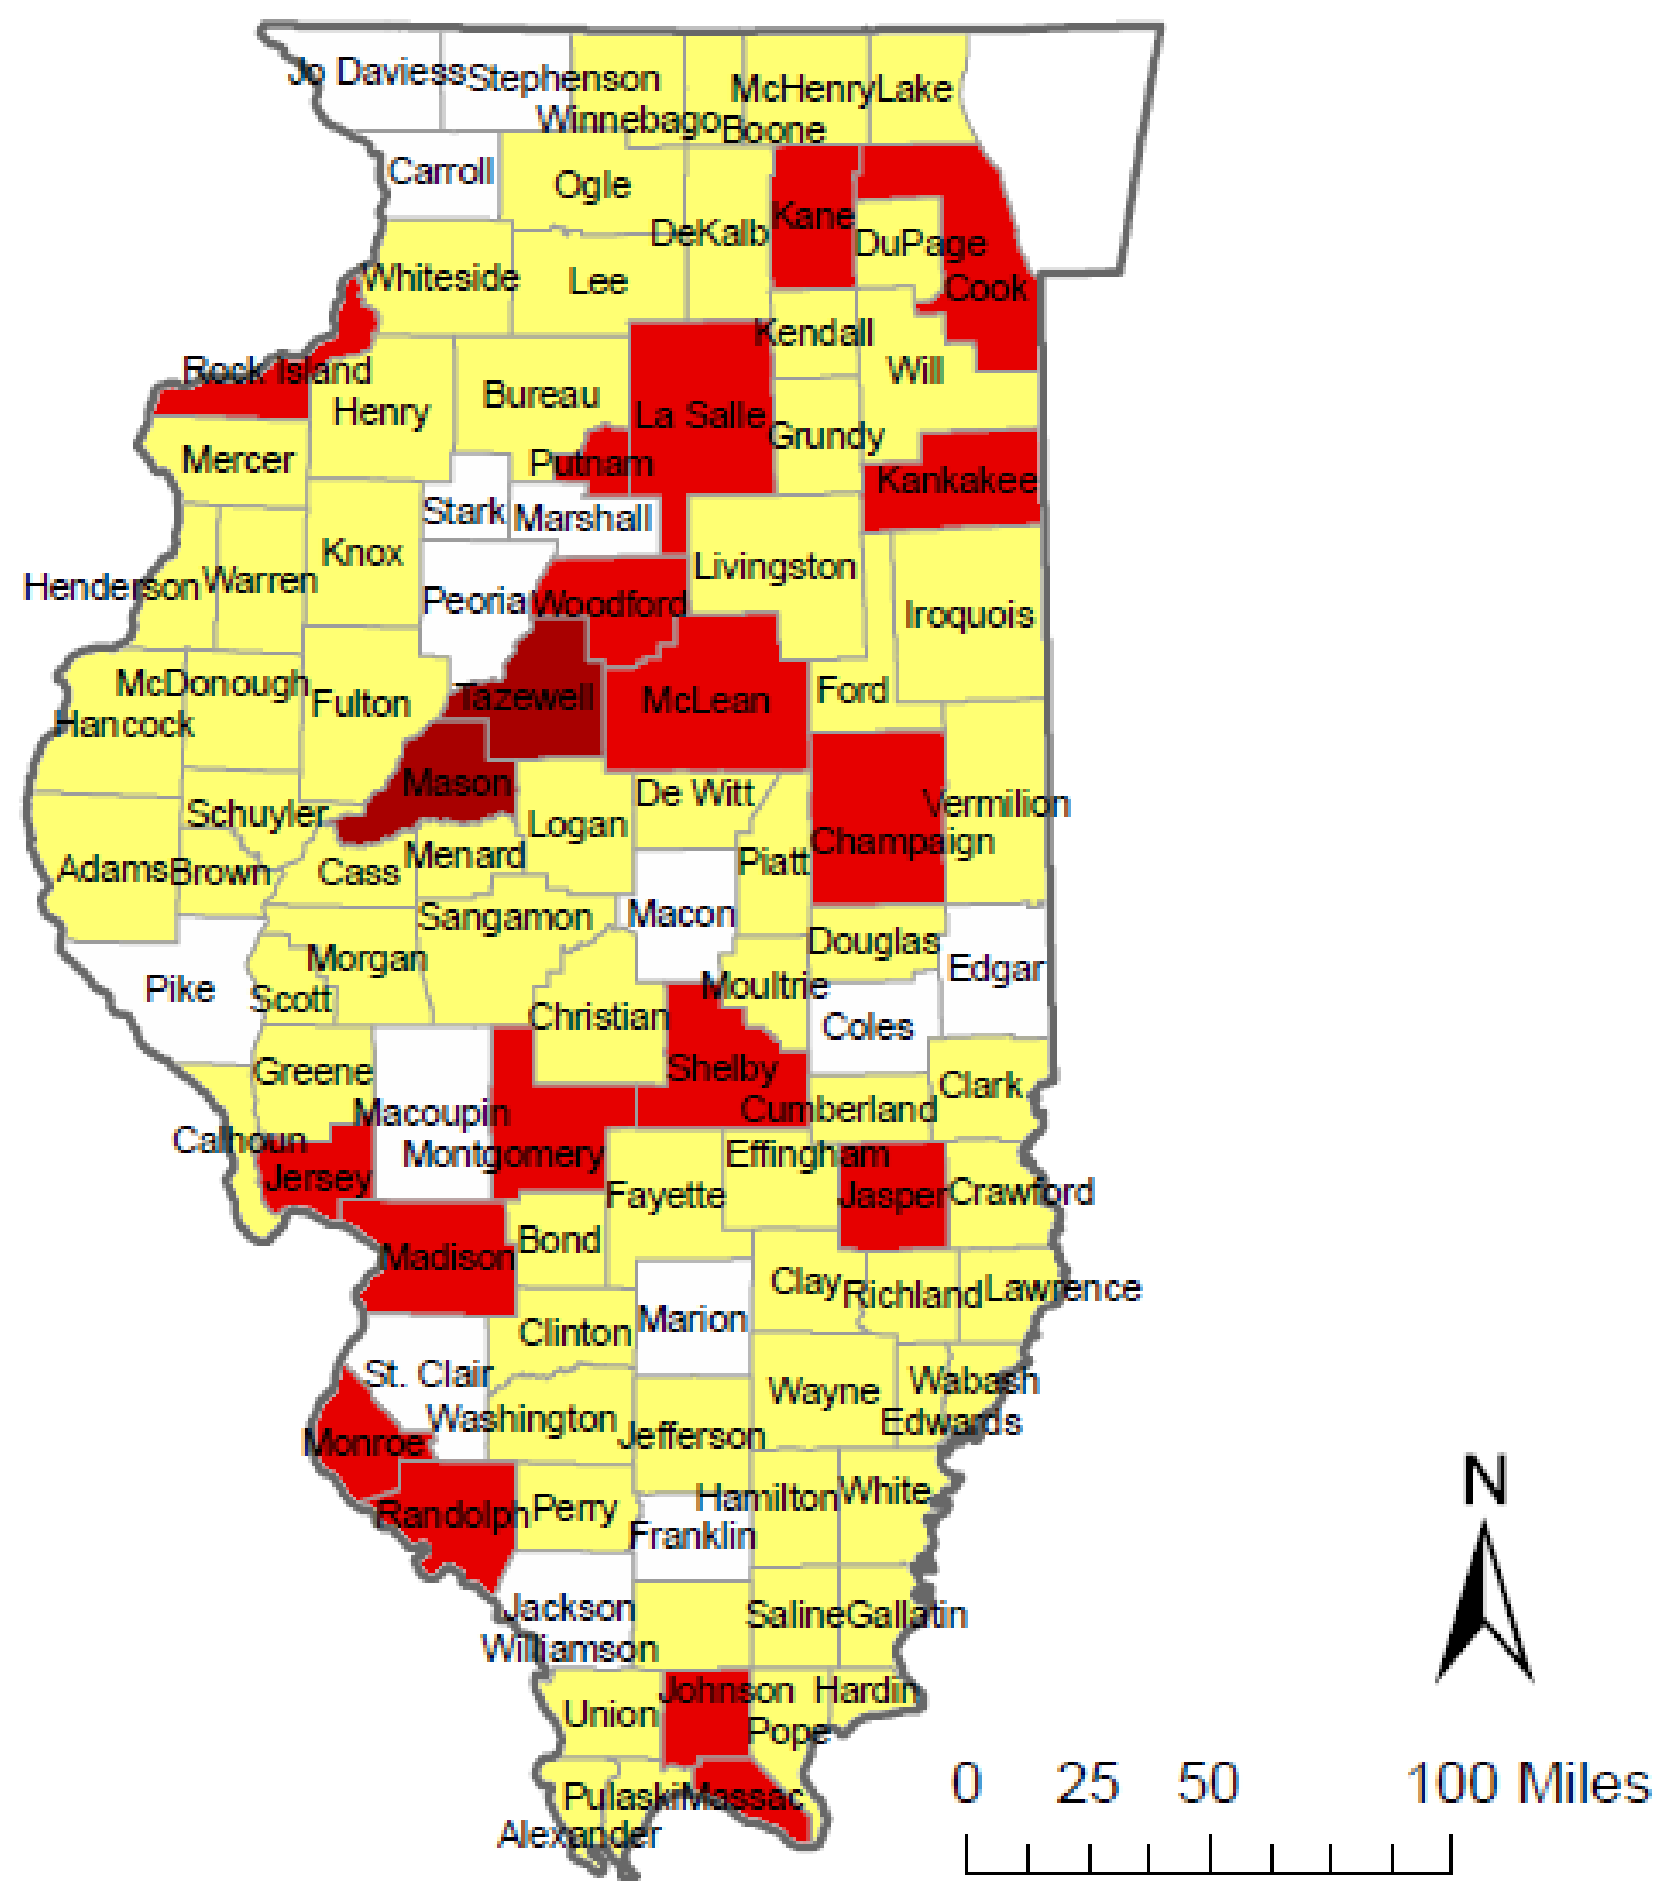 Jo Daviess Stephenson McHenry Lake
Winnebago Boone
Carroll Ogle
DeKalb Kane DuPage
Whiteside Lee Cook
Kendall
Rock Island Will
Henry Bureau La Salle Grundy
Mercer Putnam Kankakee
Stark Marshall
Knox Livingston
Henderson Warren Peoria Woodford Iroquois
McDonough Fulton Tazewell McLean Ford
Hancock
Mason De Witt Vermilion
Schuyler Logan Champaign
Adams Brown Cass Menard Piatt
Sangamon Macon
Morgan Douglas Edgar
Pike Scott Moultrie
Christian Coles
Greene Shelby Clark
Macoupin Cumberland
Calhoun Montgomery Effingham
Jersey Fayette Jasper Crawford
Madison Bond
Clay Richland Lawrence
Clinton Marion
St. Clair Wayne Wabash
Washington Jefferson Edwards
Monroe
Randolph Perry Hamilton White
Franklin
Jackson Saline Gallatin
Williamson
Union Johnson Hardin
Pope
Pulaski Massac
Alexander
N
0 25 50 100 Miles